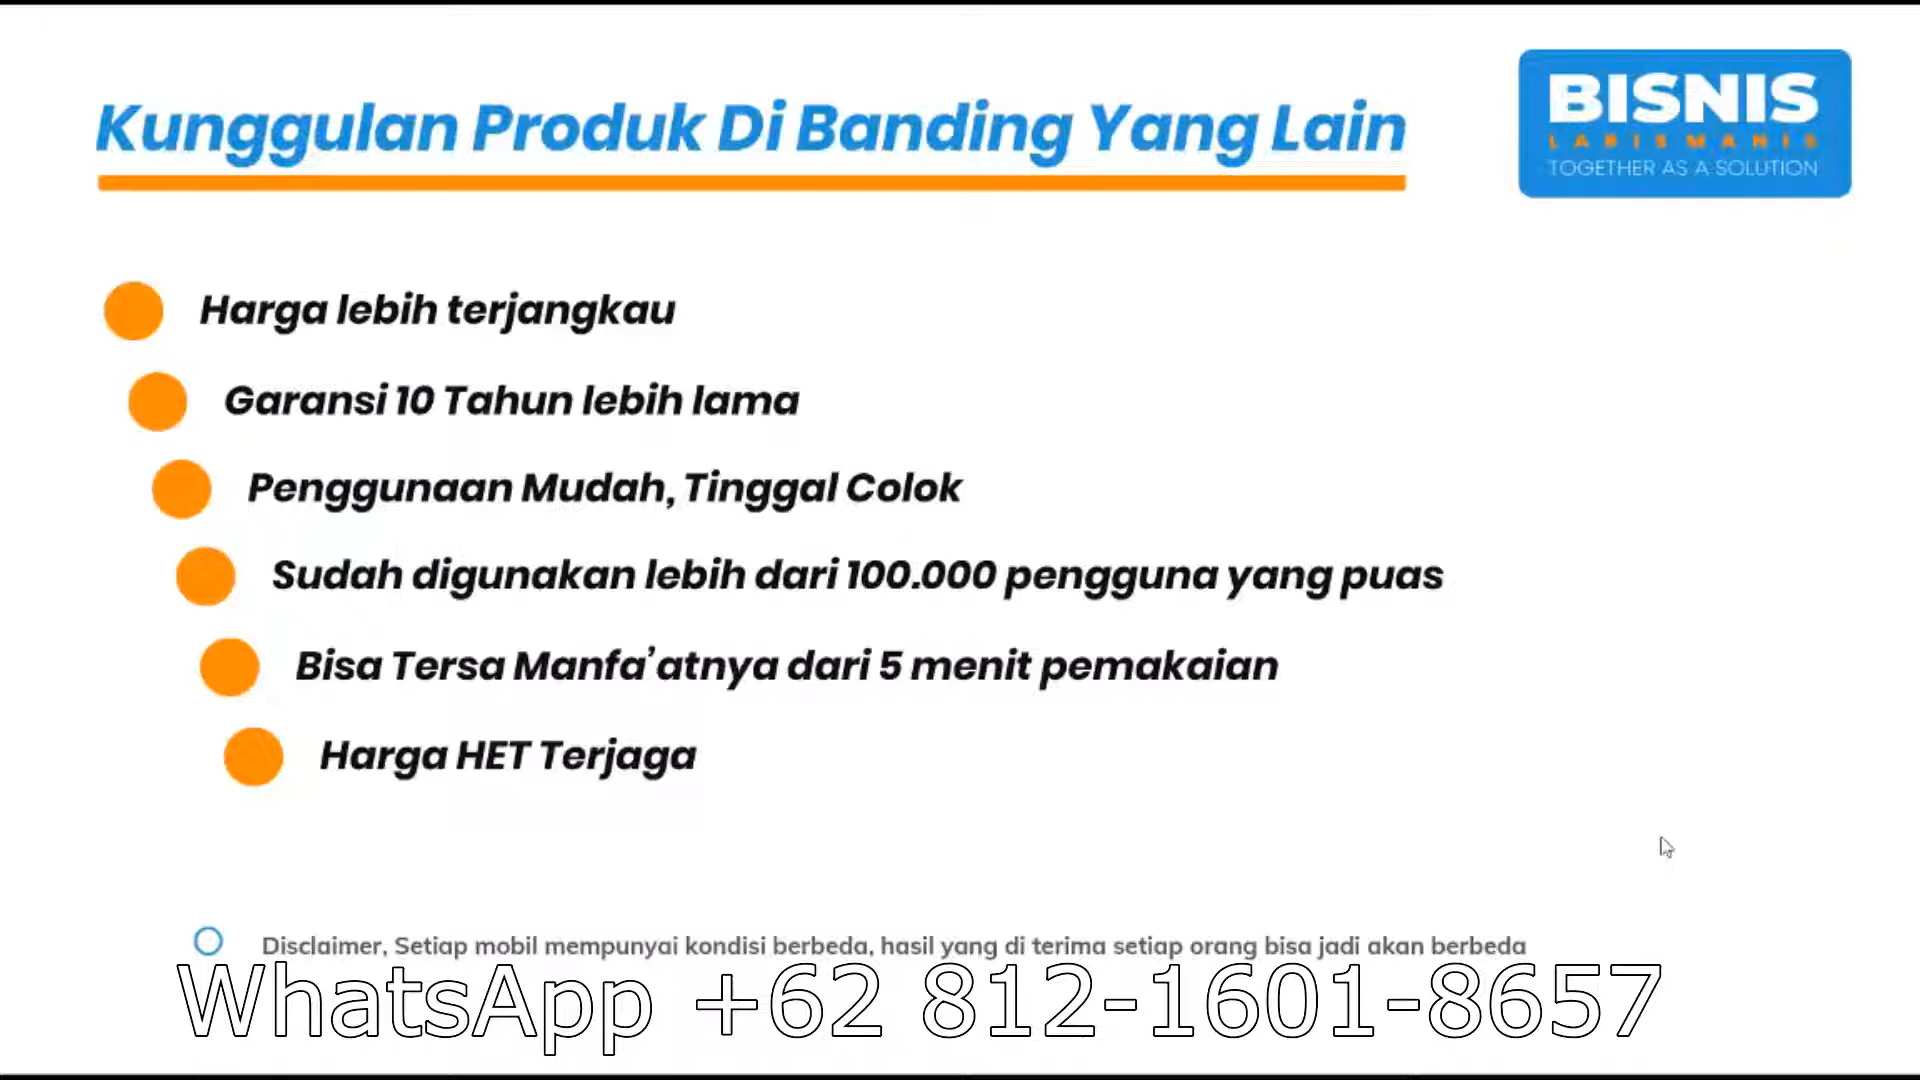 Kunggulan Produk Di Banding Yang Lain
BISNIS
LAPISMANIS
TOGETHER AS A SOLUTION
Harga lebih terjangkau
Garansi 10 Tahun lebih lama
Penggunaan Mudah, Tinggal Colok
Sudah digunakan lebih dari 100.000 pengguna yang puas
Bisa Tersa Manfa'atnya dari 5 menit pemakaian
Harga HET Terjaga
Disclaimer, Setiap mobil mempunyai kondisi berbeda, hasil yang di terima setiap orang bisa jadi akan berbeda
WhatsApp +62 812-1601-8657